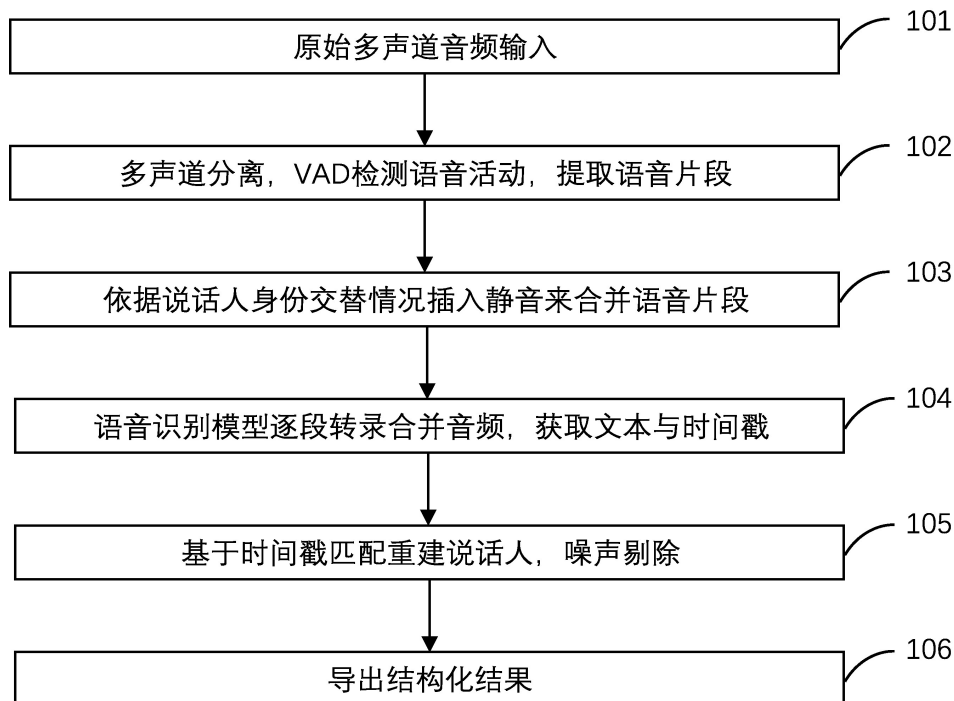 原始多声道音频输入
101
多声道分离，VAD检测语音活动，提取语音片段
102
依据说话人身份交替情况插入静音来合并语音片段
103
语音识别模型逐段转录合并音频，获取文本与时间戳
104
基于时间戳匹配重建说话人，噪声剔除
105
导出结构化结果
106